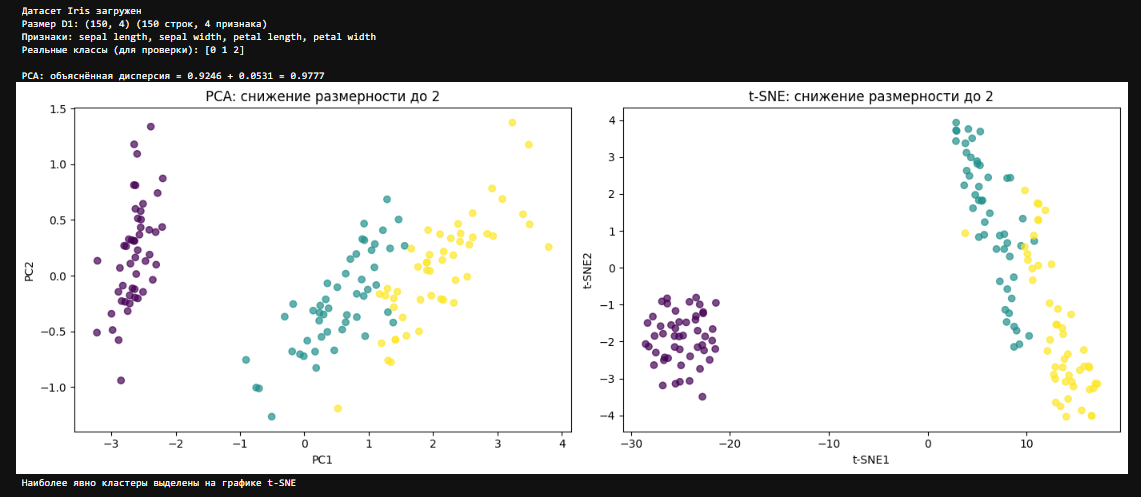 Датасет Iris загружен
Размер D1: (150, 4) (150 строк, 4 признака)
Признаки: sepal length, sepal width, petal length, petal width
Реальные классы (для проверки): [0 1 2]
PCA: объяснённая дисперсия = 0.9246 + 0.0531 = 0.9777
PCA: снижение размерности до 2
1.5
1.0
0.5
0.0
−0.5
−1.0
PC2
−3
−2
−1
0
1
2
3
4
PC1
t-SNE: снижение размерности до 2
4
3
2
1
0
−1
−2
−3
−4
t-SNE2
−30
−20
−10
0
10
t-SNE1
Наиболее явно кластеры выделены на графике t-SNE